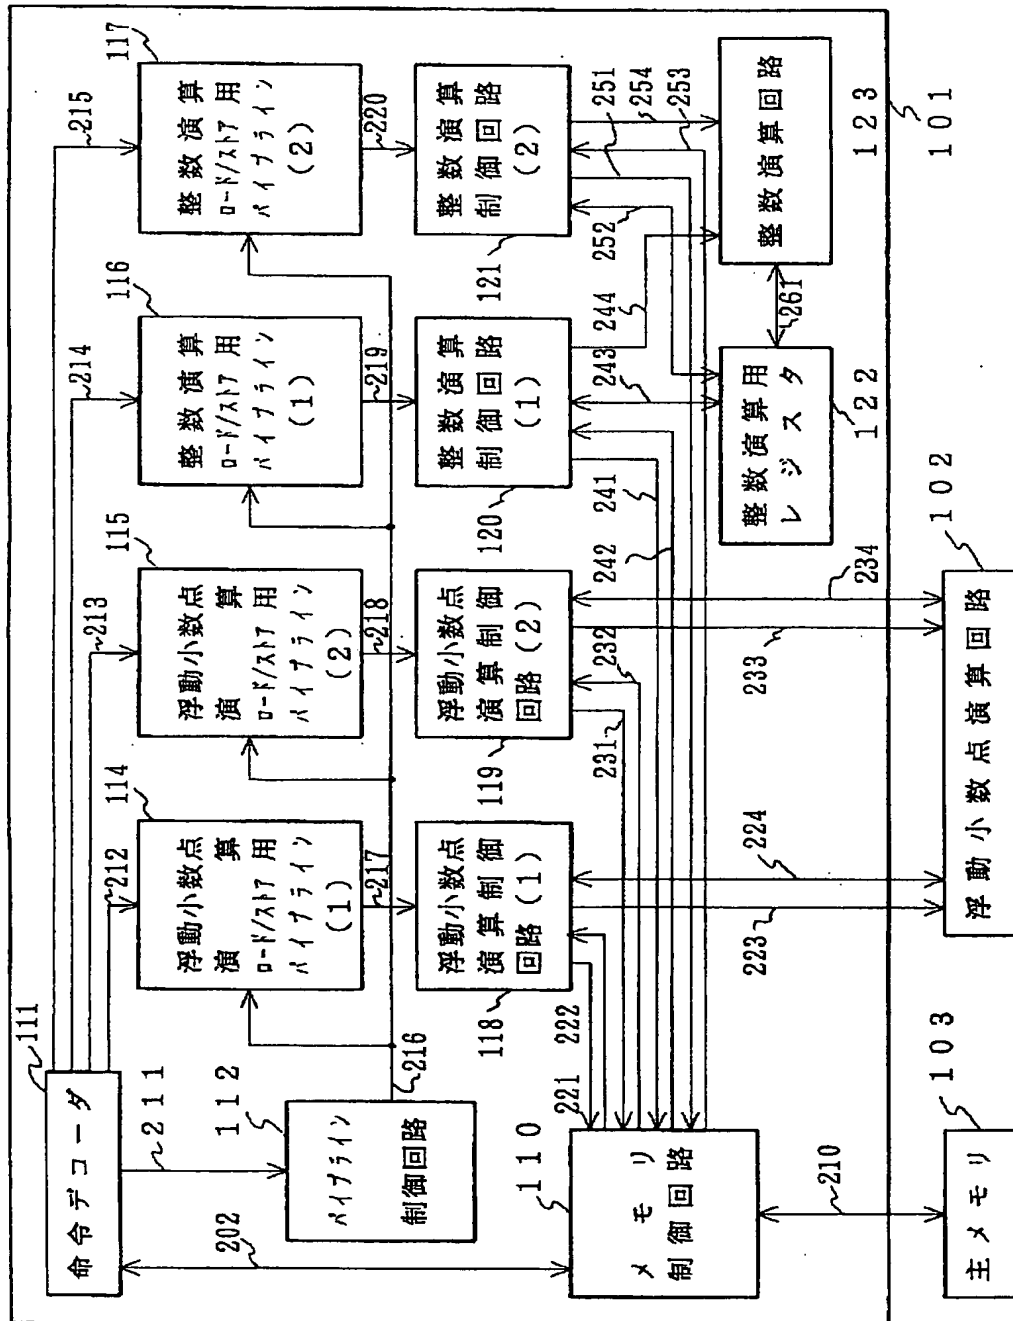 111
命令デコーダ
202
211
112
パイプライン
制御回路
216
212
213
214
215
114
浮動小数点
演算
ロード/ストア用
パイプライン
(1)
115
浮動小数点
演算
ロード/ストア用
パイプライン
(2)
116
整数演算
ロード/ストア用
パイプライン
(1)
117
整数演算
ロード/ストア用
パイプライン
(2)
217
218
219
220
浮動小数点
演算制御
回路(1)
118
浮動小数点
演算制御
回路(2)
119
整数演算
制御回路
(1)
120
整数演算
制御回路
(2)
121
221
222
231
232
241
242
243
244
252
251
254
253
110
メモリ
制御回路
223
224
233
234
整数演算用
レジスタ
122
261
整数演算回路
123
101
210
主メモリ
103
浮動小数点演算回路
102